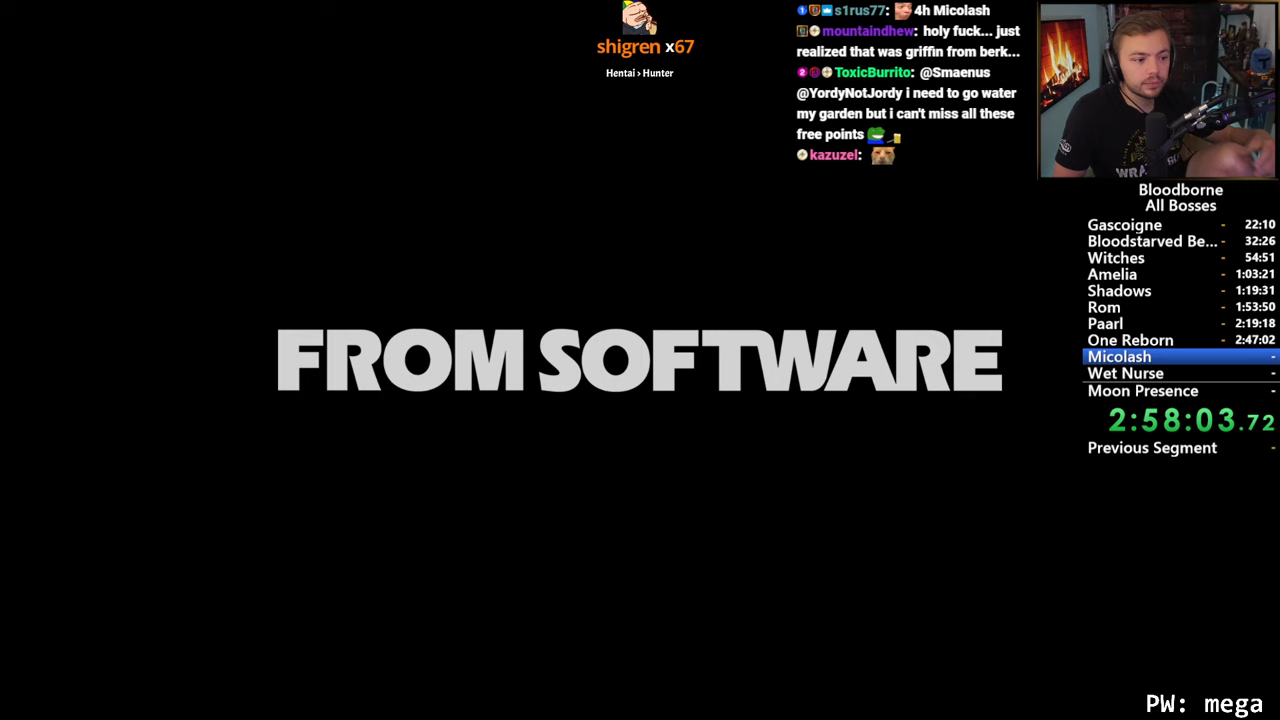 shigren x67
Hentai > Hunter
s1rus77: 4h Micolash
mountaindhew: holy fuck... just
realized that was griffin from berk...
ToxicBurrito: @Smaenus
@YordyNotJordy i need to go water
my garden but i can't miss all these
free points
kazuzel:
FROMSOFTWARE
Bloodborne
All Bosses
Gascoigne - 22:10
Bloodstarved Be... - 32:26
Witches - 54:51
Amelia - 1:03:21
Shadows - 1:19:31
Rom - 1:53:50
Paarl - 2:19:18
One Reborn - 2:47:02
Micolash -
Wet Nurse -
Moon Presence -
2:58:03.72
Previous Segment -
PW: mega